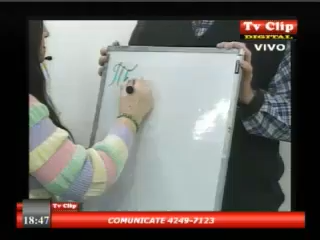 Tv Clip
DIGITAL
VIVO
Tv Clip
18:47
COMUNICATE 4249-7123